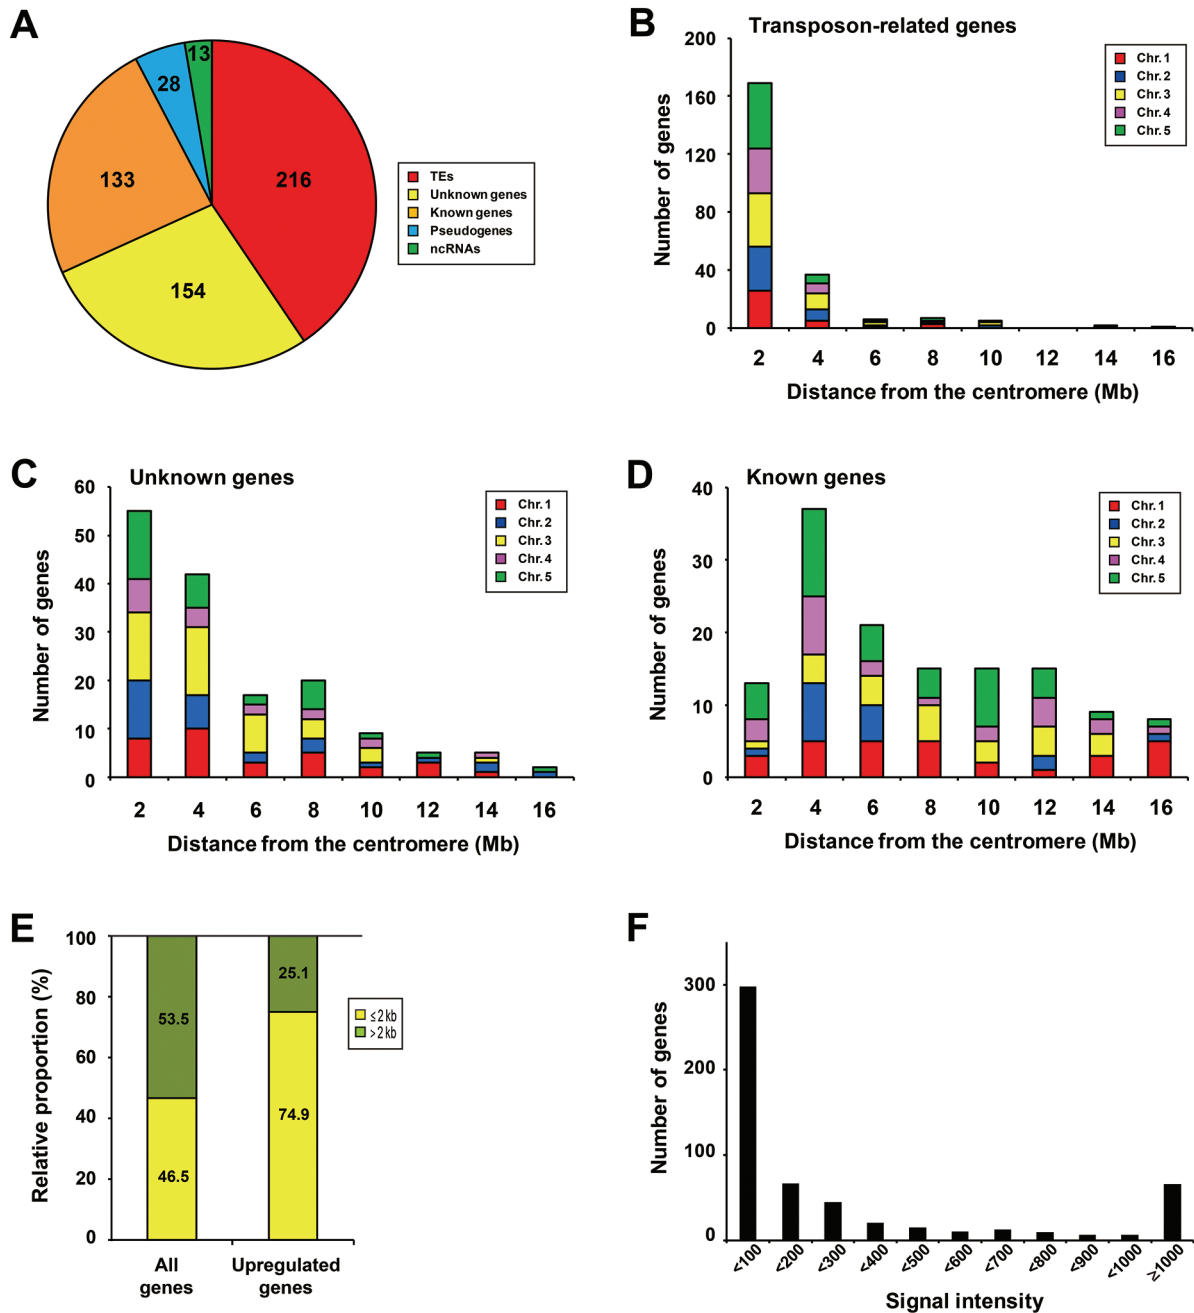 A
13
28
133
216
154
TEs
Unknown genes
Known genes
Pseudogenes
ncRNAs
B
Transposon-related genes
Number of genes
200
160
120
80
40
0
2 4 6 8 10 12 14 16
Distance from the centromere (Mb)
Chr. 1
Chr. 2
Chr. 3
Chr. 4
Chr. 5
C
Unknown genes
Number of genes
60
50
40
30
20
10
0
2 4 6 8 10 12 14 16
Distance from the centromere (Mb)
Chr. 1
Chr. 2
Chr. 3
Chr. 4
Chr. 5
D
Known genes
Number of genes
40
30
20
10
0
2 4 6 8 10 12 14 16
Distance from the centromere (Mb)
Chr. 1
Chr. 2
Chr. 3
Chr. 4
Chr. 5
E
Relative proportion (%)
100
80
60
40
20
0
53.5
46.5
25.1
74.9
All
genes
Upregulated
genes
≤2kb
>2kb
F
Number of genes
300
200
100
0
<100 <200 <300 <400 <500 <600 <700 <800 <900 <1000 ≥1000
Signal intensity